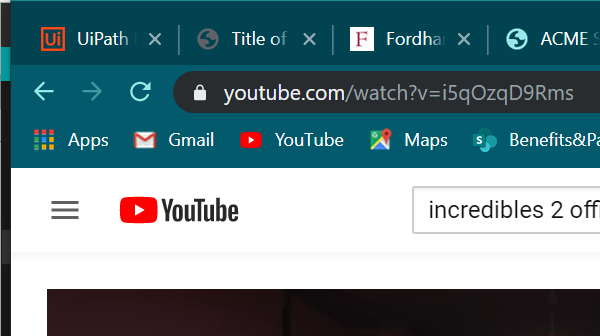 Ui UiPath Title of F Fordha ACME S
youtube.com/watch?v=i5qOzqD9Rms
Apps Gmail YouTube Maps S Benefits&Pa
YouTube incredibles 2 offi